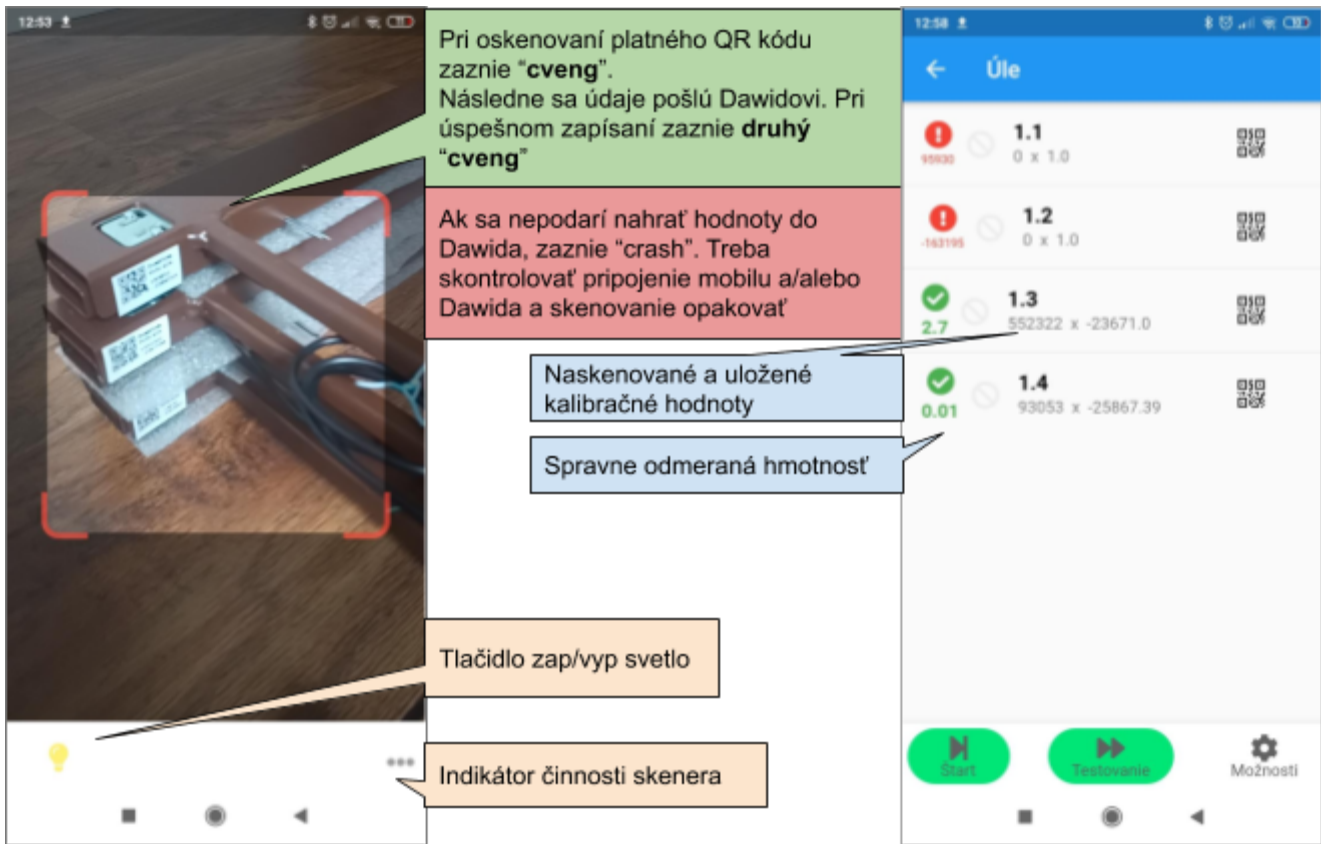 12:53
Pri oskenovaní platného QR kódu
zaznie “cveng”.
Následne sa údaje pošlú Dawidovi. Pri
úspešnom zapísaní zaznie druhý
“cveng”
Ak sa nepodarí nahrať hodnoty do
Dawida, zaznie “crash”. Treba
skontrolovať pripojenie mobilu a/alebo
Dawida a skenovanie opakovať
Naskenované a uložené
kalibračné hodnoty
Spravne odmeraná hmotnosť
Tlačidlo zap/vyp svetlo
Indikátor činnosti skenera
12:58
Úle
1.1
95930
0 x 1.0
1.2
-163195
0 x 1.0
1.3
2.7
552322 x -23671.0
1.4
0.01
93053 x -25867.39
Štart
Testovanie
Možnosti